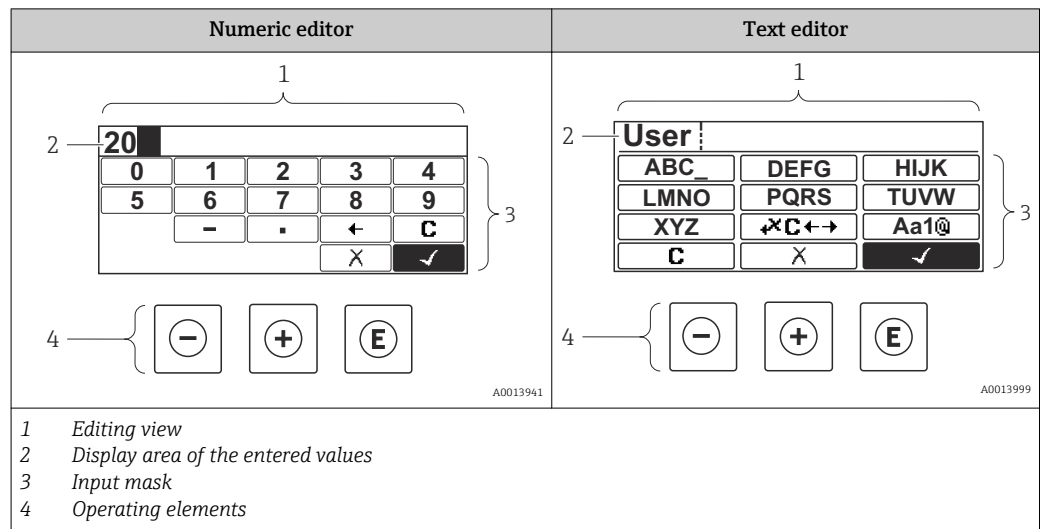 Numeric editor Text editor
1 1
2 20 2 User
0 1 2 3 4 ABC_ DEFG HIJK
5 6 7 8 9 LMNO PQRS TUVW
3 3
- . ← C XYZ ↲×C←→ Aa1@
X ✓ C X ✓
4 - + E 4 - + E
A0013941 A0013999
1 Editing view
2 Display area of the entered values
3 Input mask
4 Operating elements